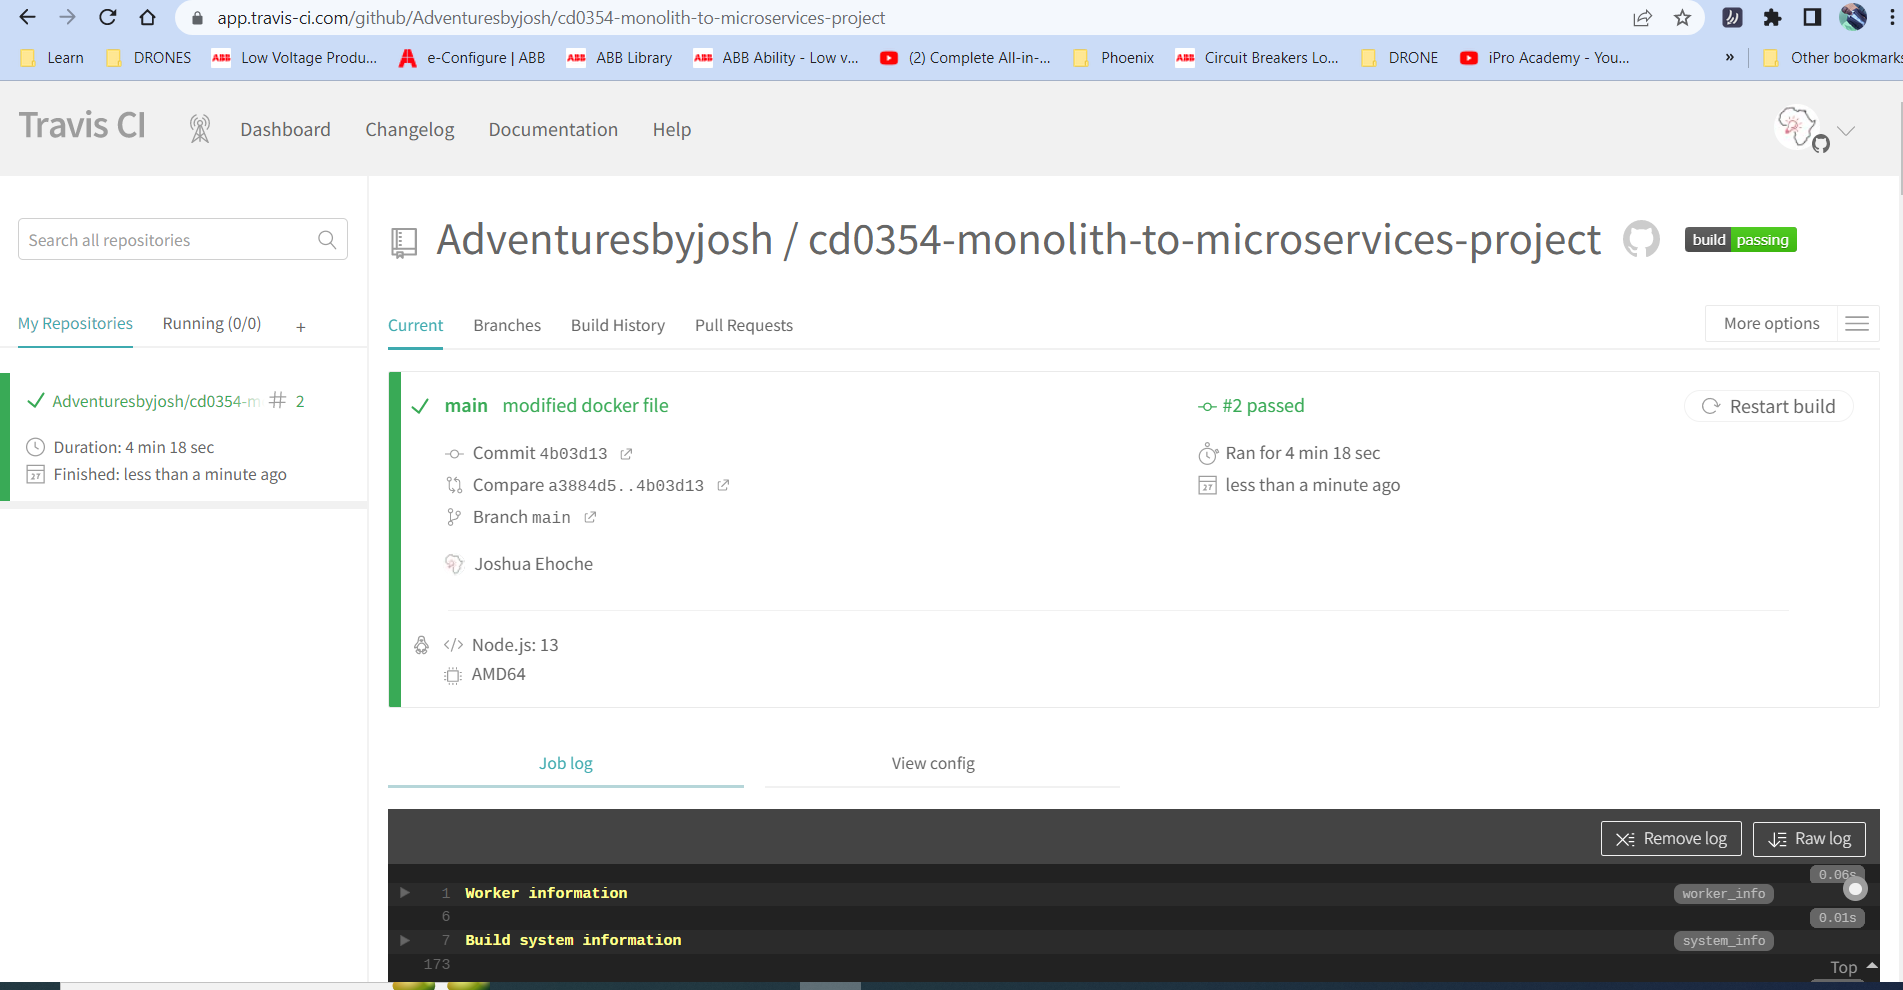 app.travis-ci.com/github/Adventuresbyjosh/cd0354-monolith-to-microservices-project
Learn DRONES ABB Low Voltage Produ... e-Configure | ABB ABB ABB Library ABB ABB Ability - Low v... (2) Complete All-in-... Phoenix ABB Circuit Breakers Lo... DRONE iPro Academy - You... » Other bookmarks
Travis CI Dashboard Changelog Documentation Help
Search all repositories
Adventuresbyjosh / cd0354-monolith-to-microservices-project build passing
My Repositories Running (0/0) +
Current Branches Build History Pull Requests More options
Adventuresbyjosh/cd0354-m # 2
Duration: 4 min 18 sec
27 Finished: less than a minute ago
main modified docker file #2 passed Restart build
Commit 4b03d13 Ran for 4 min 18 sec
Compare a3884d5..4b03d13 27 less than a minute ago
Branch main
Joshua Ehoche
</> Node.js: 13
AMD64
Job log View config
Remove log Raw log
0.06s
1 Worker information worker_info
6 0.01s
7 Build system information system_info
173
Top